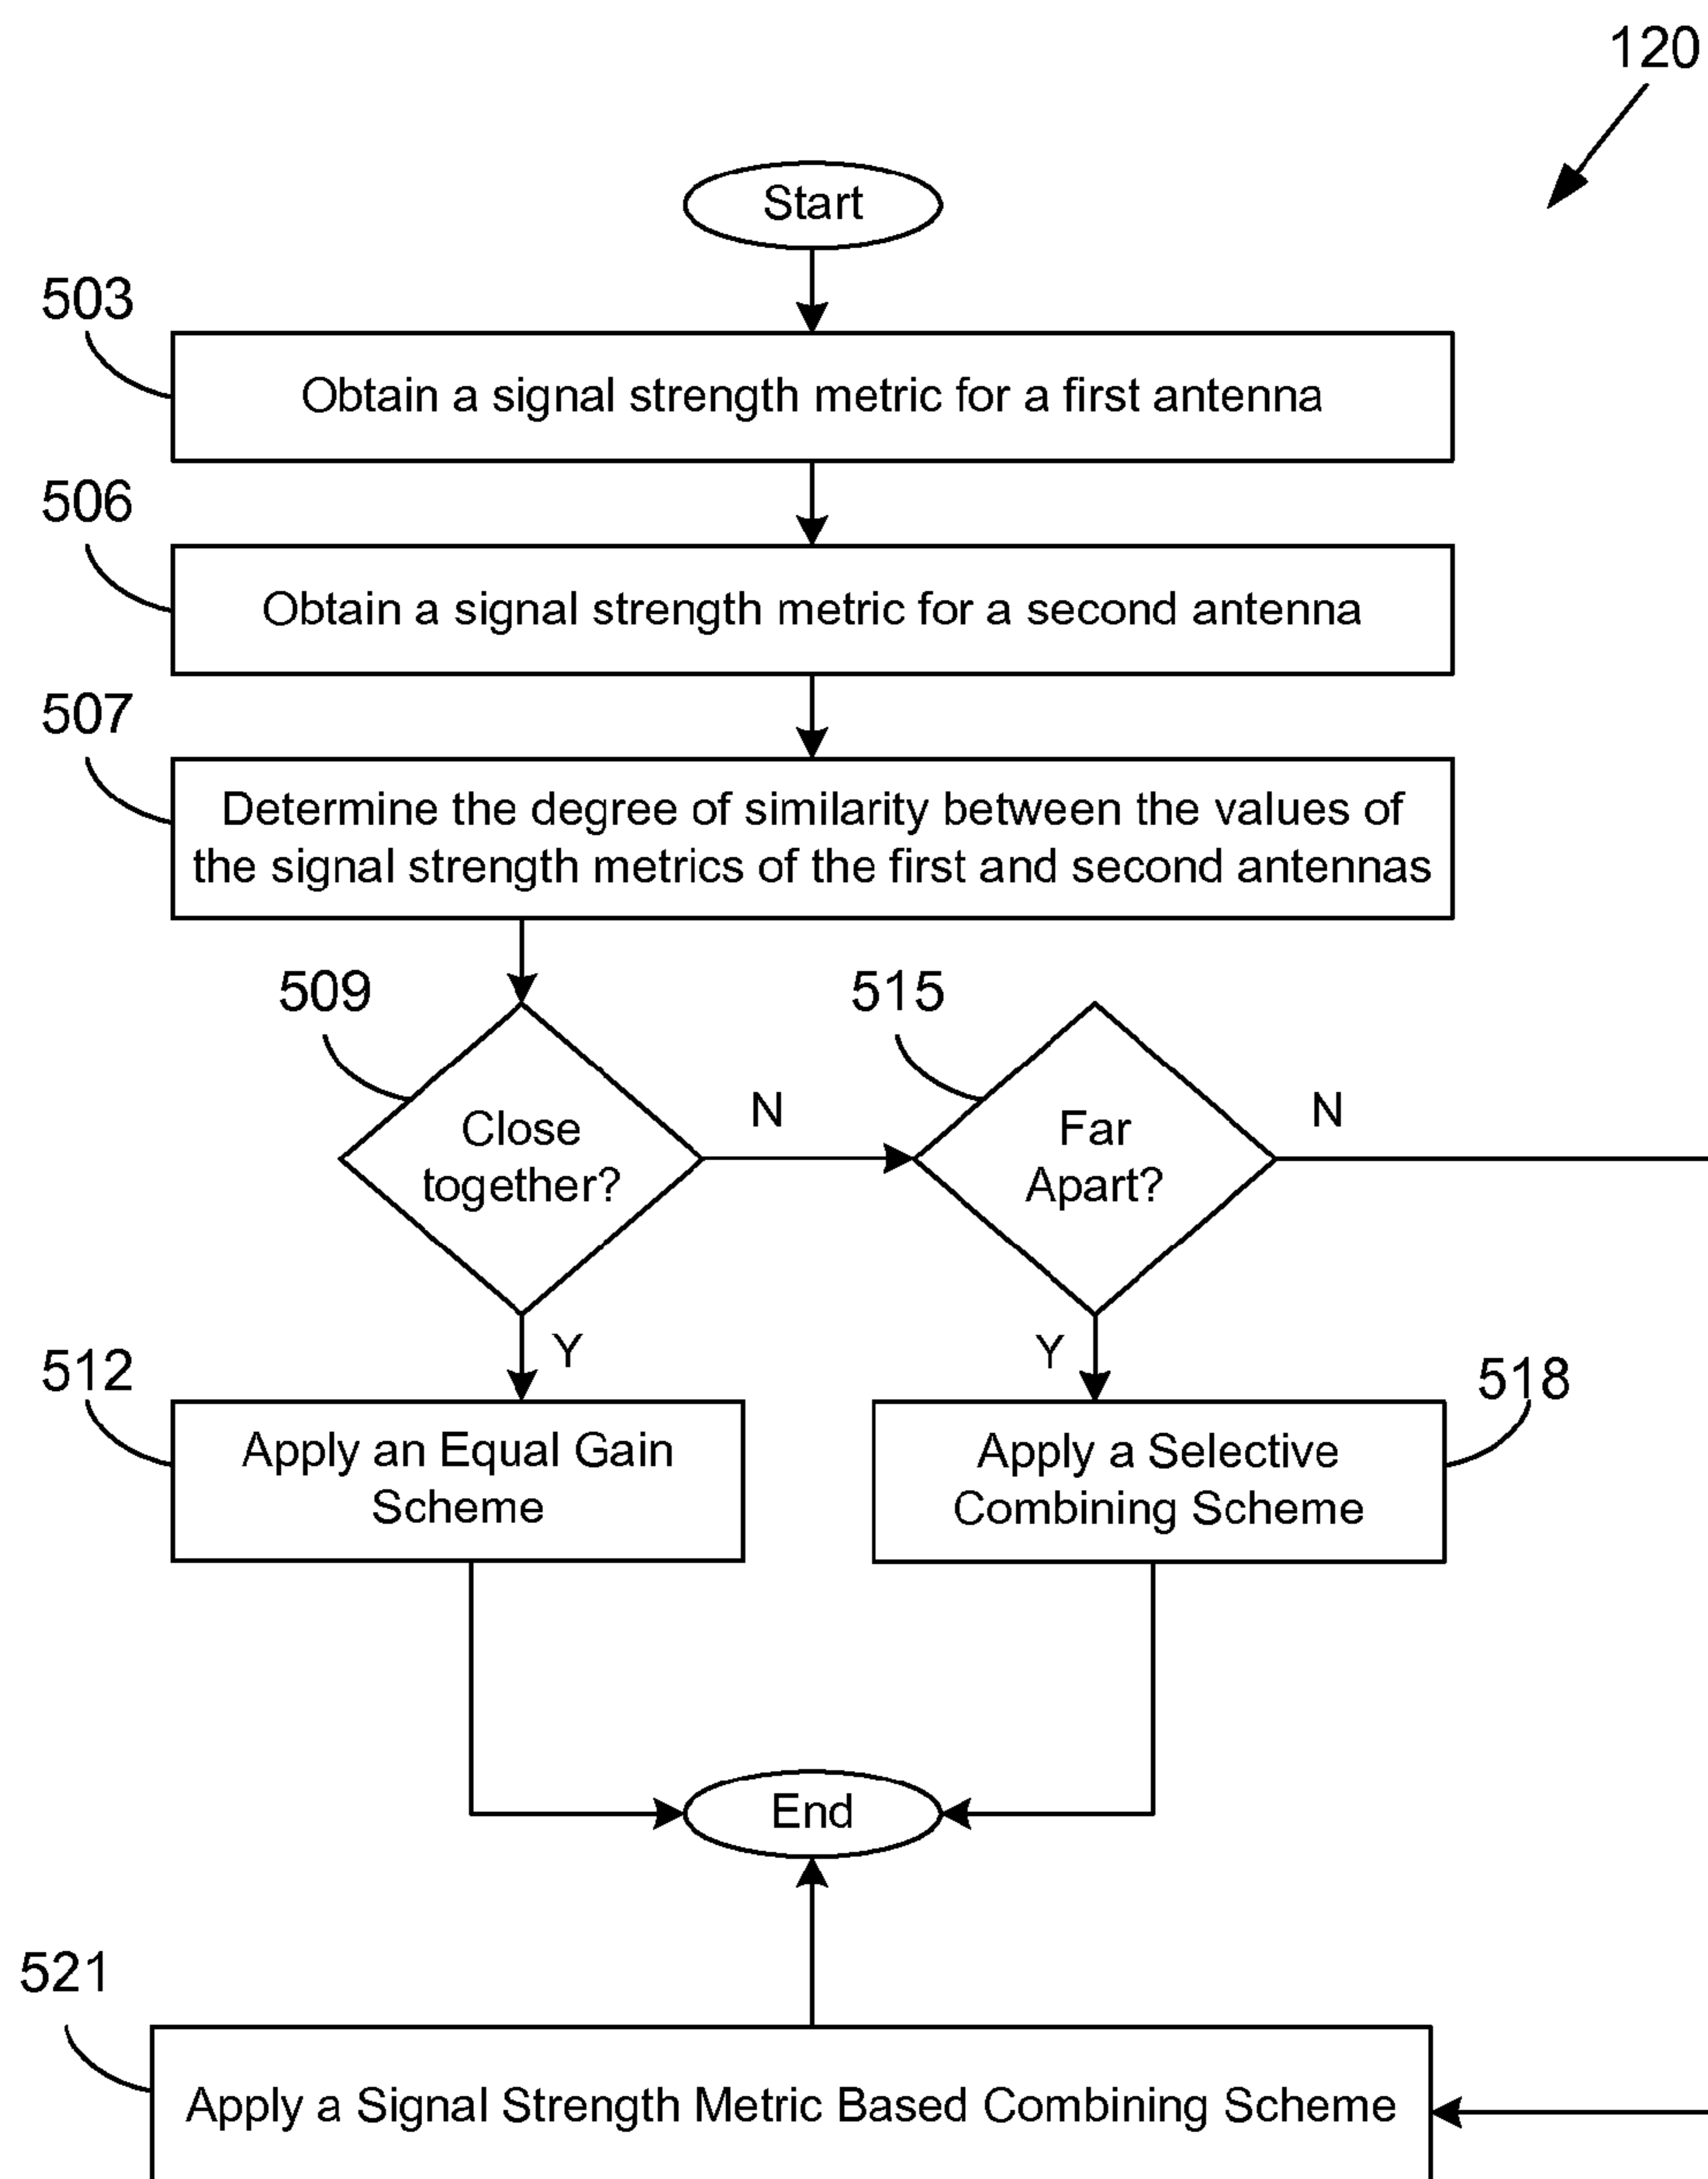 120
Start
503
Obtain a signal strength metric for a first antenna
506
Obtain a signal strength metric for a second antenna
507
Determine the degree of similarity between the values of
the signal strength metrics of the first and second antennas
509
515
Close
together?
N
Far
Apart?
N
Y
Y
512
Apply an Equal Gain
Scheme
518
Apply a Selective
Combining Scheme
End
521
Apply a Signal Strength Metric Based Combining Scheme